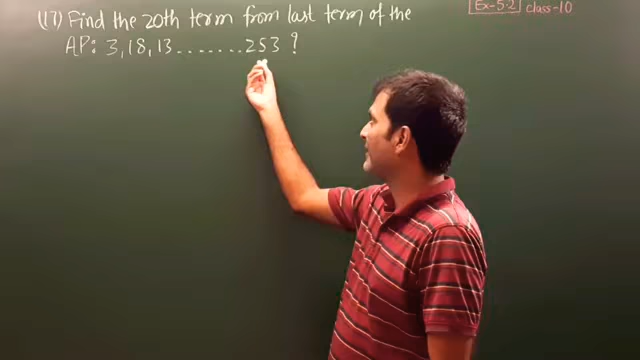 (17) Find the 20th term from last term of the
AP: 3, 18, 13.......253 ?
Ex-5.2 class-10